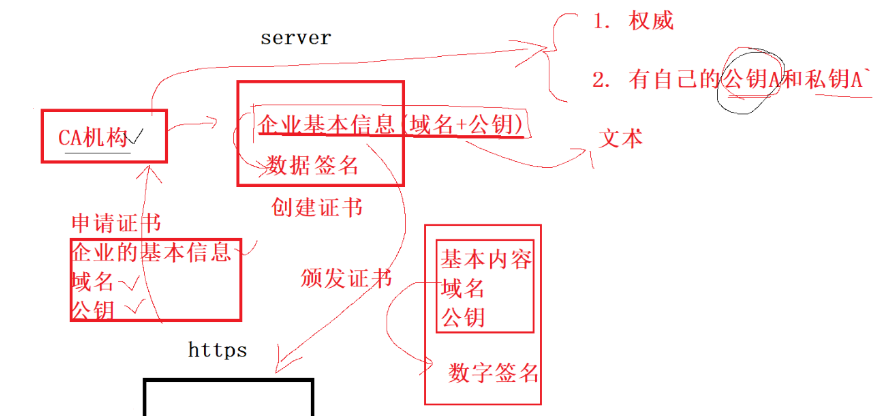 server
1. 权威
2. 有自己的公钥A和私钥A`
CA机构
企业基本信息(域名+公钥)
数据签名
文术
创建证书
申请证书
企业的基本信息
域名
公钥
颁发证书
基本内容
域名
公钥
数字签名
https